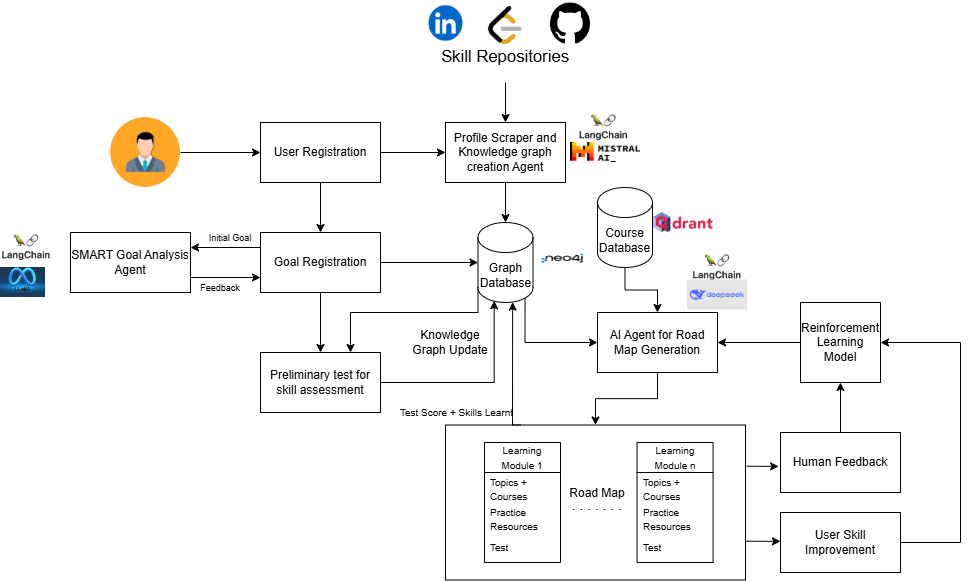 in
Skill Repositories
User Registration
Profile Scraper and
Knowledge graph
creation Agent
LangChain
MISTRAL
AI_
LangChain
SMART Goal Analysis
Agent
Initial Goal
Feedback
Goal Registration
Graph
Database
neo4j
Course
Database
drant
LangChain
deepseek
Preliminary test for
skill assessment
Knowledge
Graph Update
AI Agent for Road
Map Generation
Reinforcement
Learning
Model
Test Score + Skills Learnt
Learning
Module 1
Topics +
Courses
Practice
Resources
Test
Road Map
. . . . . . .
Learning
Module n
Topics +
Courses
Practice
Resources
Test
Human Feedback
User Skill
Improvement